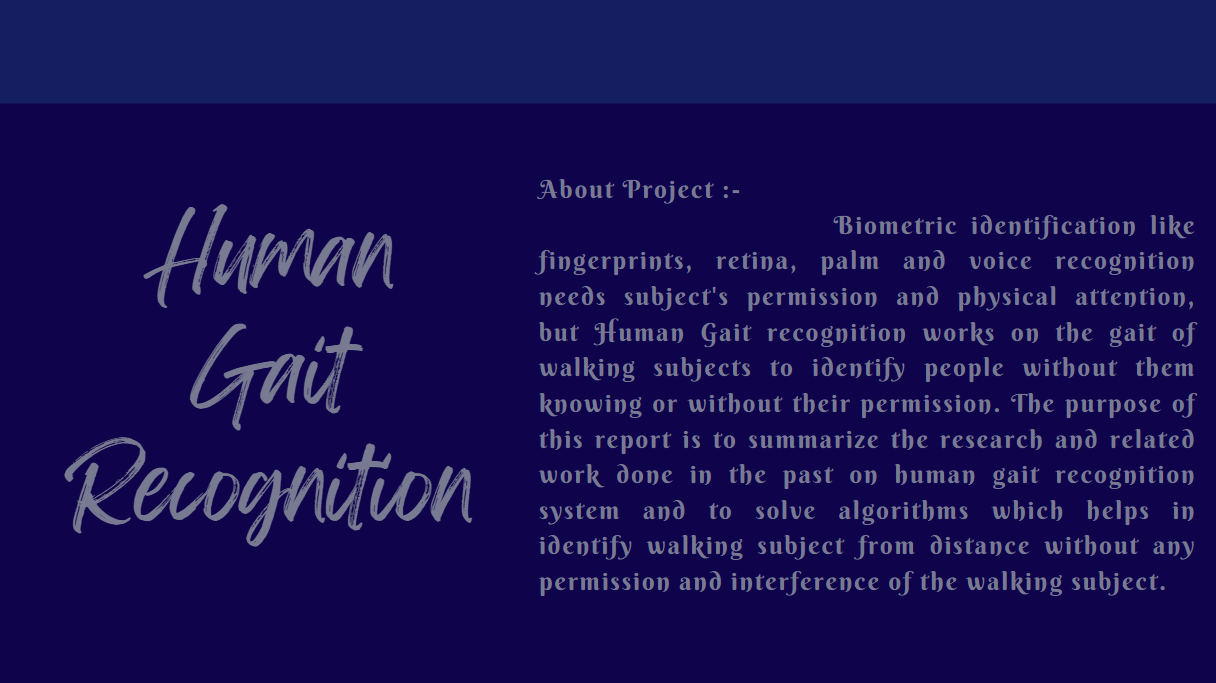 Human
Gait
Recognition
About Project :-
Biometric identification like
fingerprints, retina, palm and voice recognition
needs subject's permission and physical attention,
but Human Gait recognition works on the gait of
walking subjects to identify people without them
knowing or without their permission. The purpose of
this report is to summarize the research and related
work done in the past on human gait recognition
system and to solve algorithms which helps in
identify walking subject from distance without any
permission and interference of the walking subject.